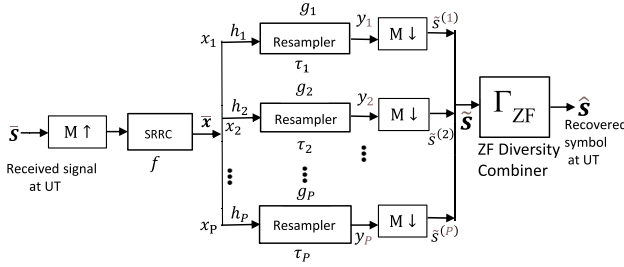 g₁
x₁ h₁ Resampler y₁ M ↓ s̃⁽¹⁾
τ₁
g₂
h₂ Resampler y₂ M ↓
x₂ s̃⁽²⁾
τ₂
s̄ M ↑ SRRC x̄ s̃ Γ_ZF ŝ
Received signal
at UT
f
ZF Diversity
Combiner
Recovered
symbol
at UT
g_P
x_P h_P Resampler y_P M ↓ s̃⁽ᴾ⁾
τ_P